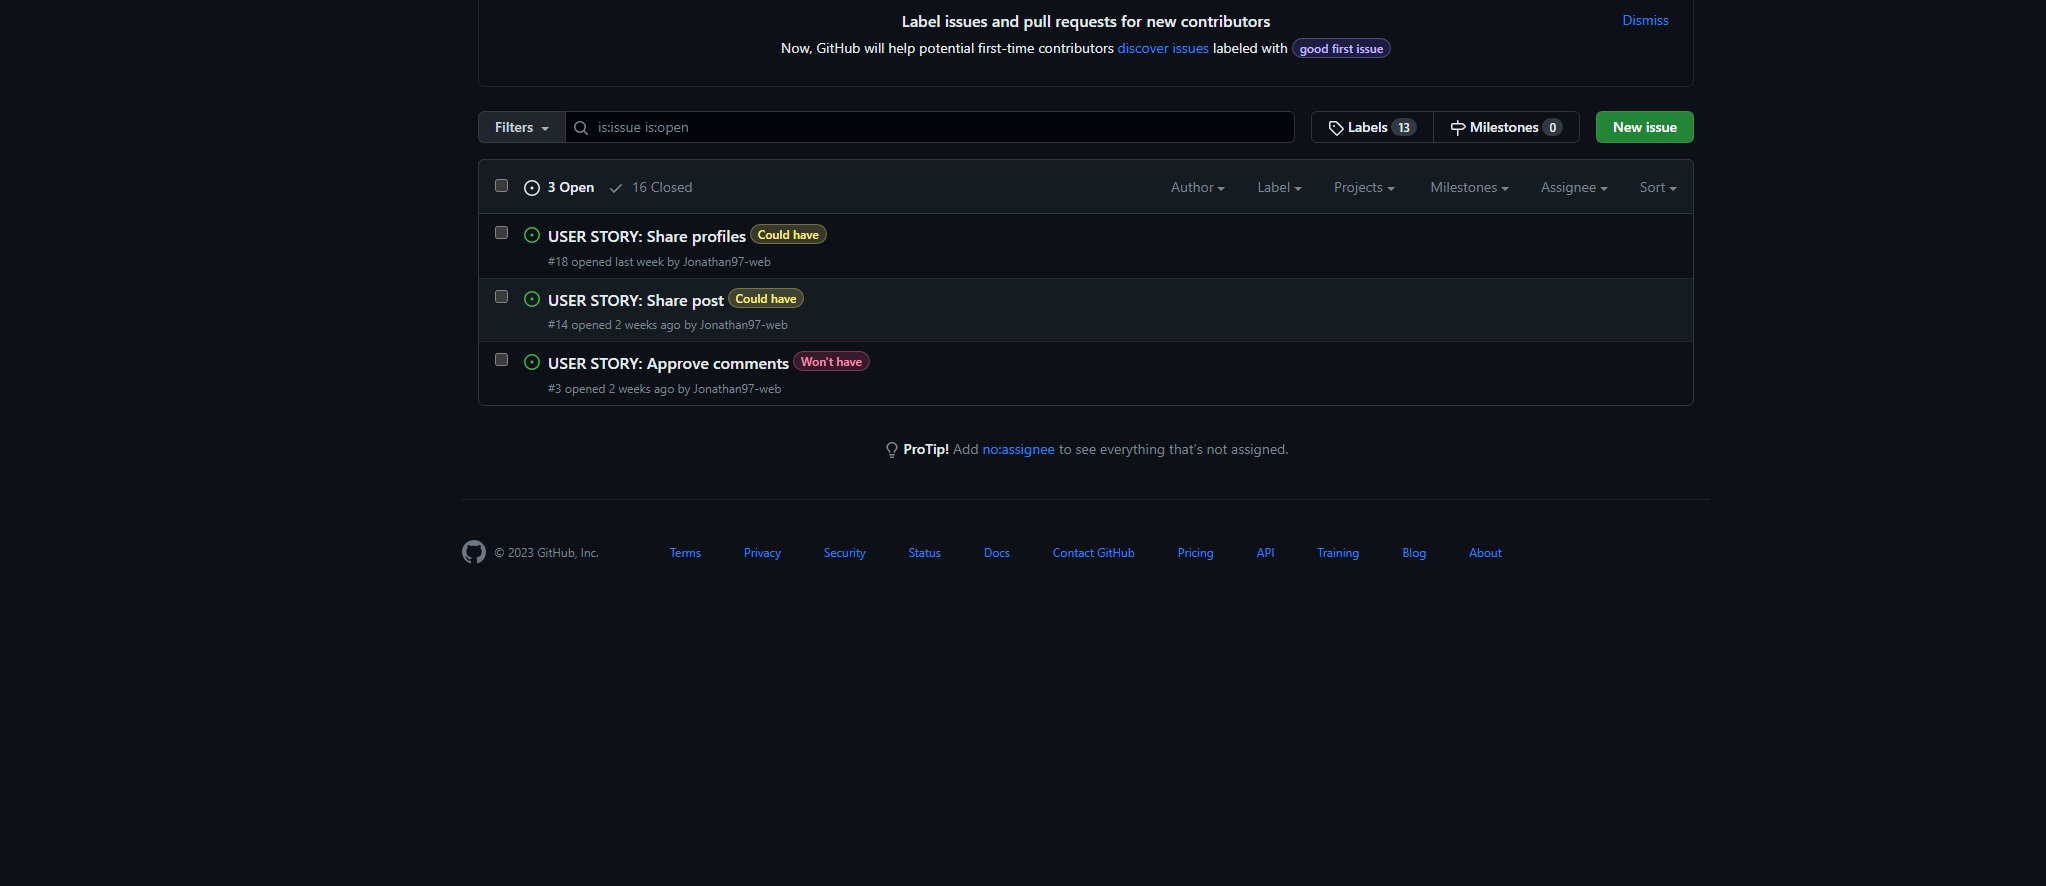 Label issues and pull requests for new contributors
Dismiss
Now, GitHub will help potential first-time contributors discover issues labeled with good first issue
Filters
is:issue is:open
Labels 13
Milestones 0
New issue
3 Open
16 Closed
Author
Label
Projects
Milestones
Assignee
Sort
USER STORY: Share profiles Could have
#18 opened last week by Jonathan97-web
USER STORY: Share post Could have
#14 opened 2 weeks ago by Jonathan97-web
USER STORY: Approve comments Won't have
#3 opened 2 weeks ago by Jonathan97-web
ProTip! Add no:assignee to see everything that's not assigned.
© 2023 GitHub, Inc.
Terms
Privacy
Security
Status
Docs
Contact GitHub
Pricing
API
Training
Blog
About